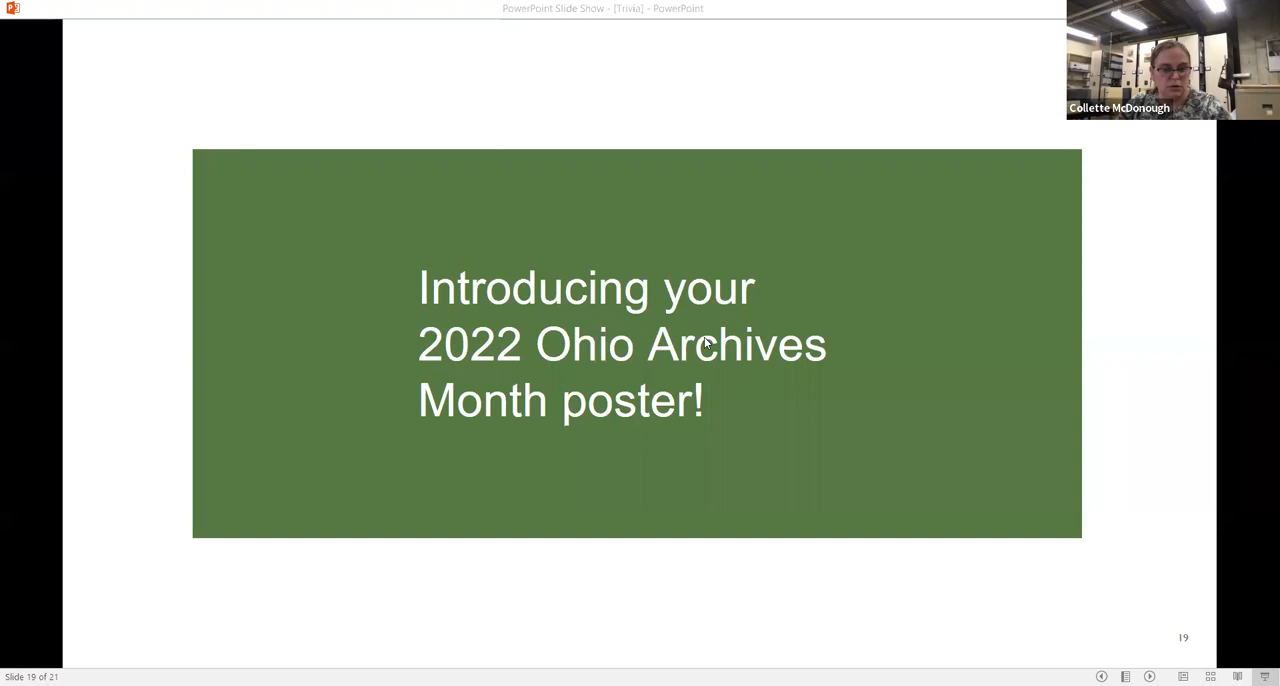 PowerPoint Slide Show - [Trivia] - PowerPoint
Collette McDonough
Introducing your
2022 Ohio Archives
Month poster!
19
Slide 19 of 21